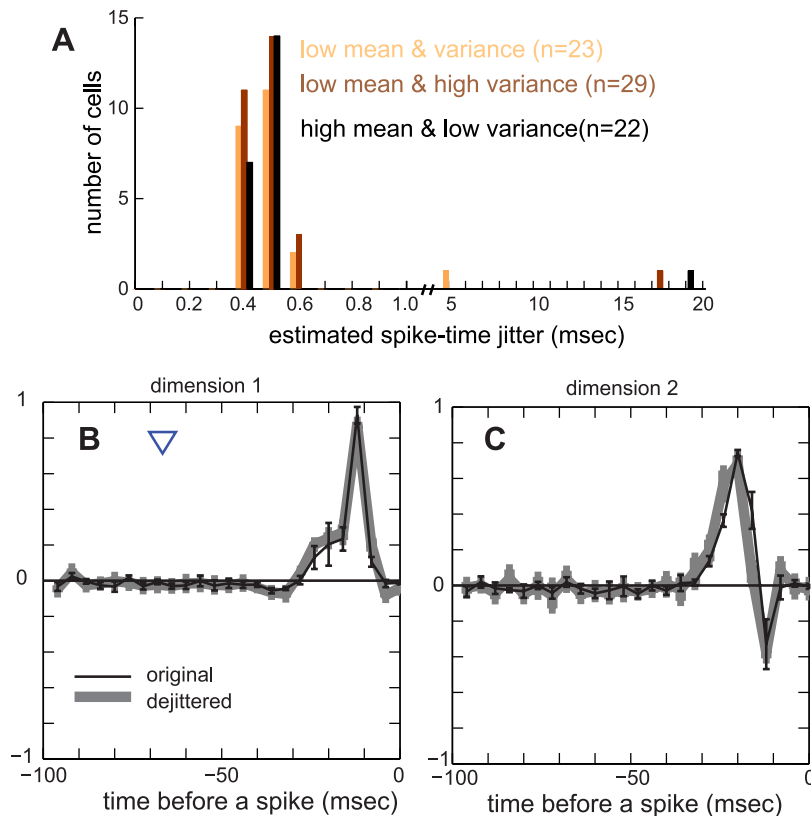 A
15
10
5
0
number of cells
low mean & variance (n=23)
low mean & high variance (n=29)
high mean & low variance(n=22)
0 0.2 0.4 0.6 0.8 1.0 5 10 15 20
estimated spike-time jitter (msec)
dimension 1
B
1
0
−1
original
dejittered
−100 −50 0
time before a spike (msec)
dimension 2
C
1
0
−1
−100 −50 0
time before a spike (msec)